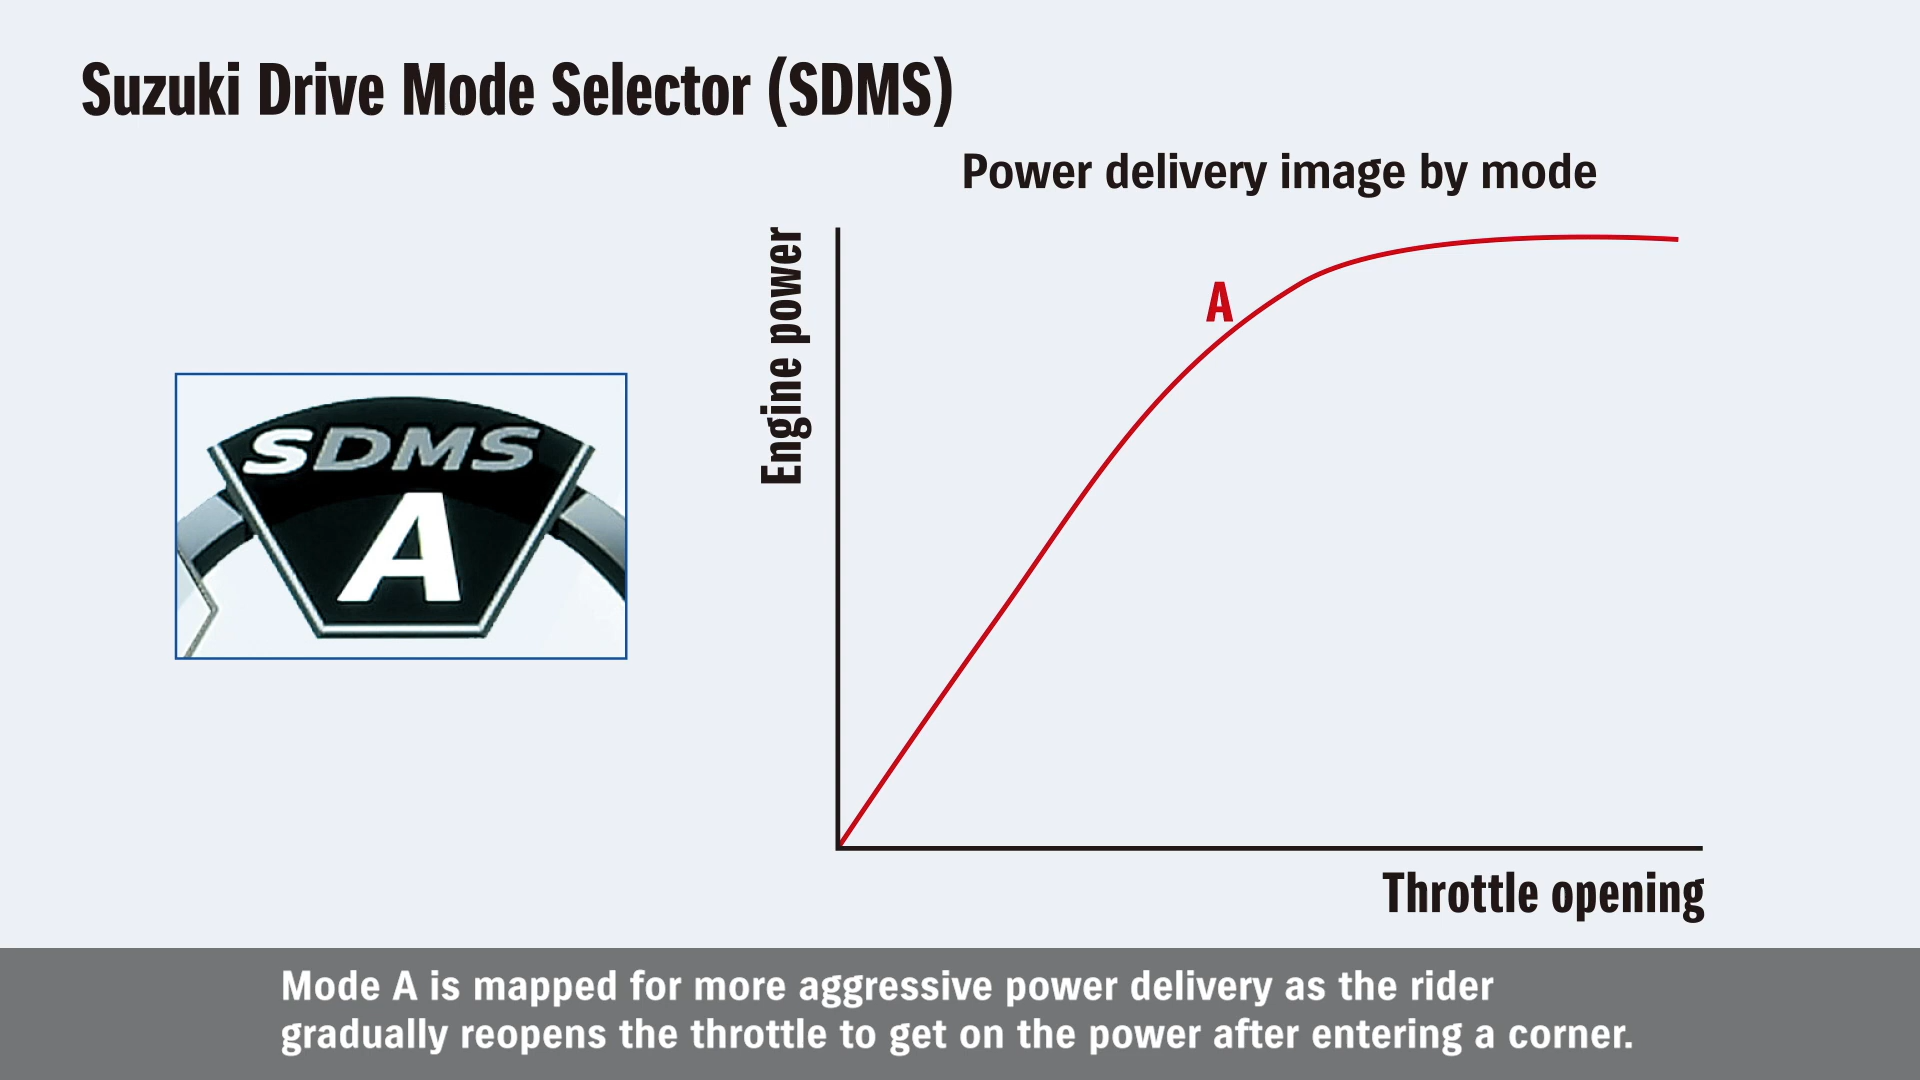 Suzuki Drive Mode Selector (SDMS)
Power delivery image by mode
Engine power
A
SDMS
A
Throttle opening
Mode A is mapped for more aggressive power delivery as the rider
gradually reopens the throttle to get on the power after entering a corner.